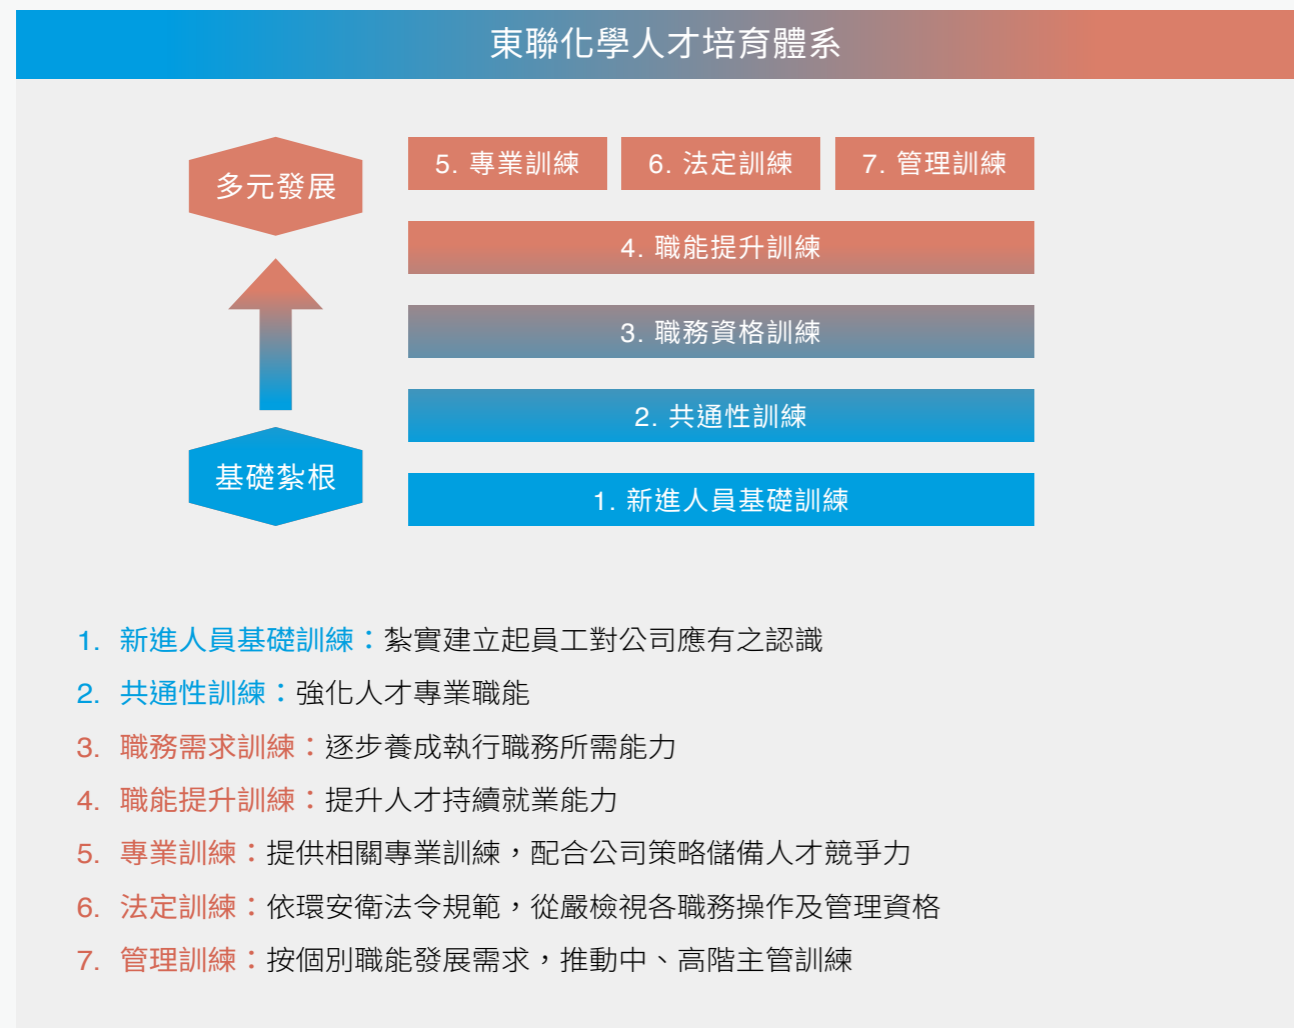 東聯化學人才培育體系
多元發展
5. 專業訓練
6. 法定訓練
7. 管理訓練
4. 職能提升訓練
3. 職務資格訓練
2. 共通性訓練
基礎紮根
1. 新進人員基礎訓練
1. 新進人員基礎訓練：紮實建立起員工對公司應有之認識
2. 共通性訓練：強化人才專業職能
3. 職務需求訓練：逐步養成執行職務所需能力
4. 職能提升訓練：提升人才持續就業能力
5. 專業訓練：提供相關專業訓練，配合公司策略儲備人才競爭力
6. 法定訓練：依環安衛法令規範，從嚴檢視各職務操作及管理資格
7. 管理訓練：按個別職能發展需求，推動中、高階主管訓練